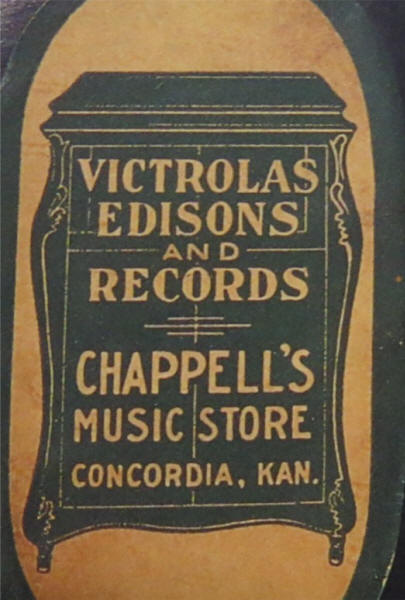 VICTROLAS
EDISONS
AND
RECORDS
CHAPPELL'S
MUSIC STORE
CONCORDIA, KAN.